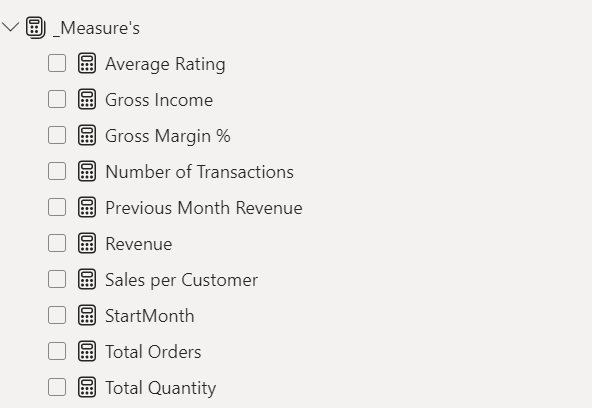 _Measure's
Average Rating
Gross Income
Gross Margin %
Number of Transactions
Previous Month Revenue
Revenue
Sales per Customer
StartMonth
Total Orders
Total Quantity